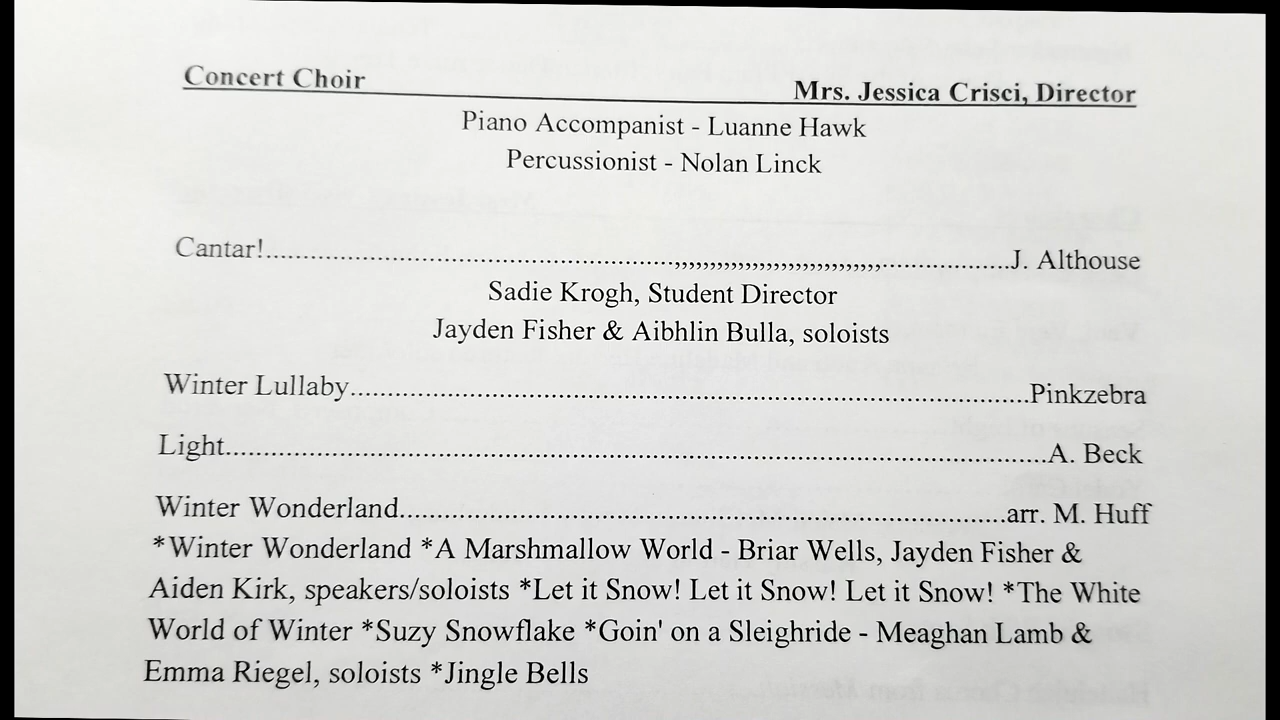 Concert Choir Mrs. Jessica Crisci, Director
Piano Accompanist - Luanne Hawk
Percussionist - Nolan Linck
Cantar!..........................................................,,,,,,,,,,,,,,,,,,,,,,,,,,,,,,..................J. Althouse
Sadie Krogh, Student Director
Jayden Fisher & Aibhlin Bulla, soloists
Winter Lullaby................................................................................................Pinkzebra
Light....................................................................................................................A. Beck
Winter Wonderland......................................................................................arr. M. Huff
*Winter Wonderland *A Marshmallow World - Briar Wells, Jayden Fisher &
Aiden Kirk, speakers/soloists *Let it Snow! Let it Snow! Let it Snow! *The White
World of Winter *Suzy Snowflake *Goin' on a Sleighride - Meaghan Lamb &
Emma Riegel, soloists *Jingle Bells